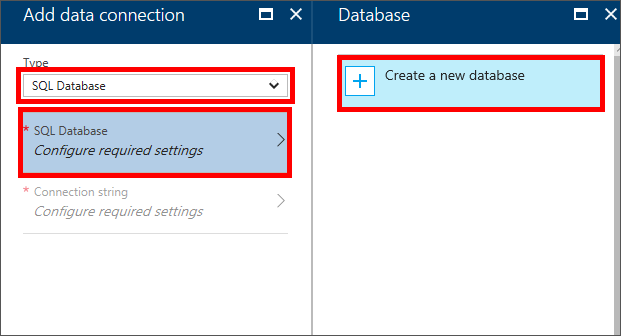 Add data connection
Type
SQL Database
* SQL Database
Configure required settings
* Connection string
Configure required settings
Database
Create a new database